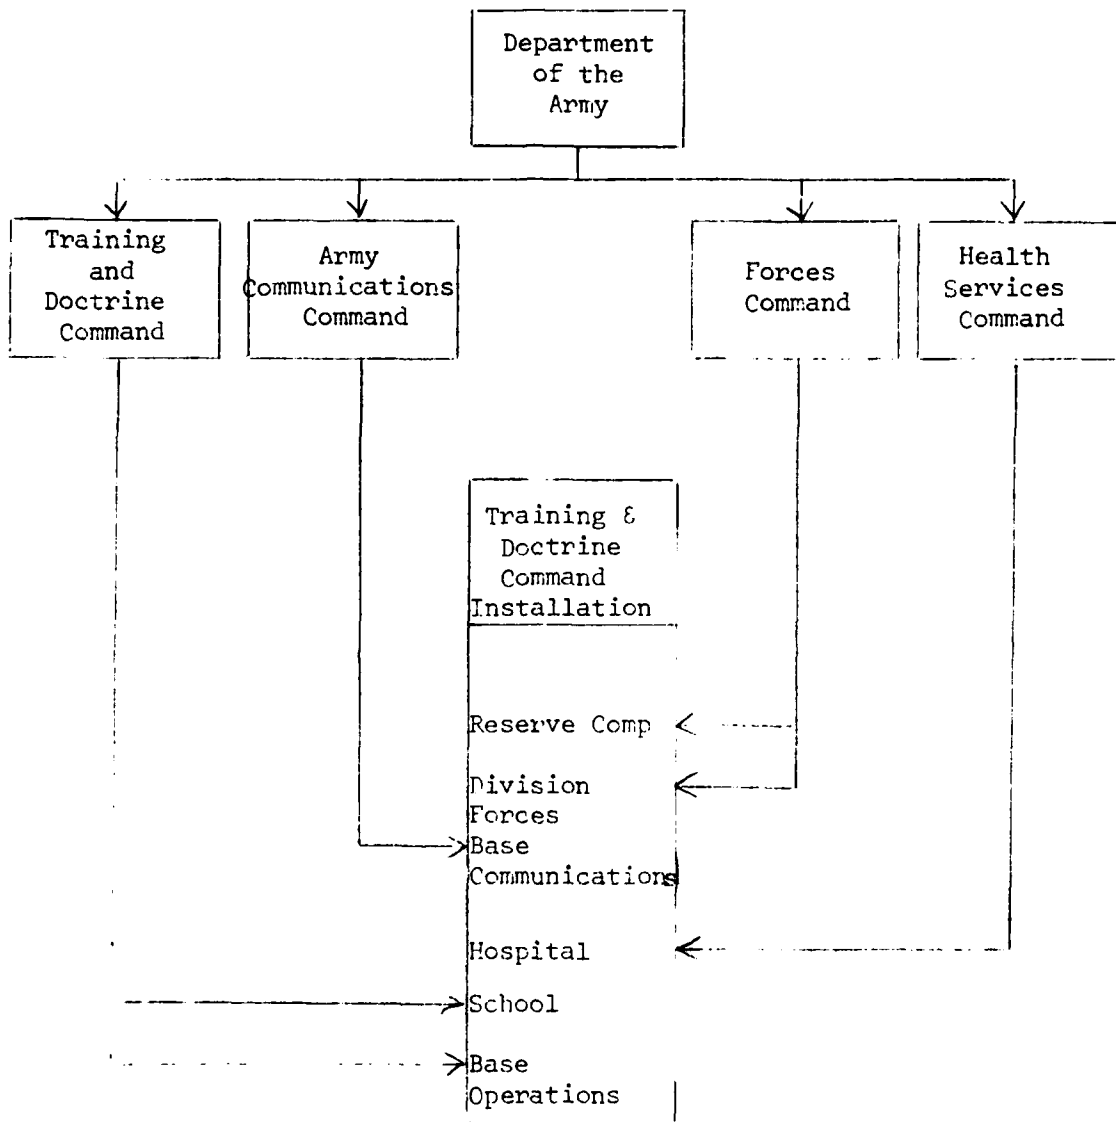 Department
of the
Army
Training
and
Doctrine
Command
Army
Communications
Command
Forces
Command
Health
Services
Command
Training &
Doctrine
Command
Installation
Reserve Comp
Division
Forces
Base
Communications
Hospital
School
Base
Operations